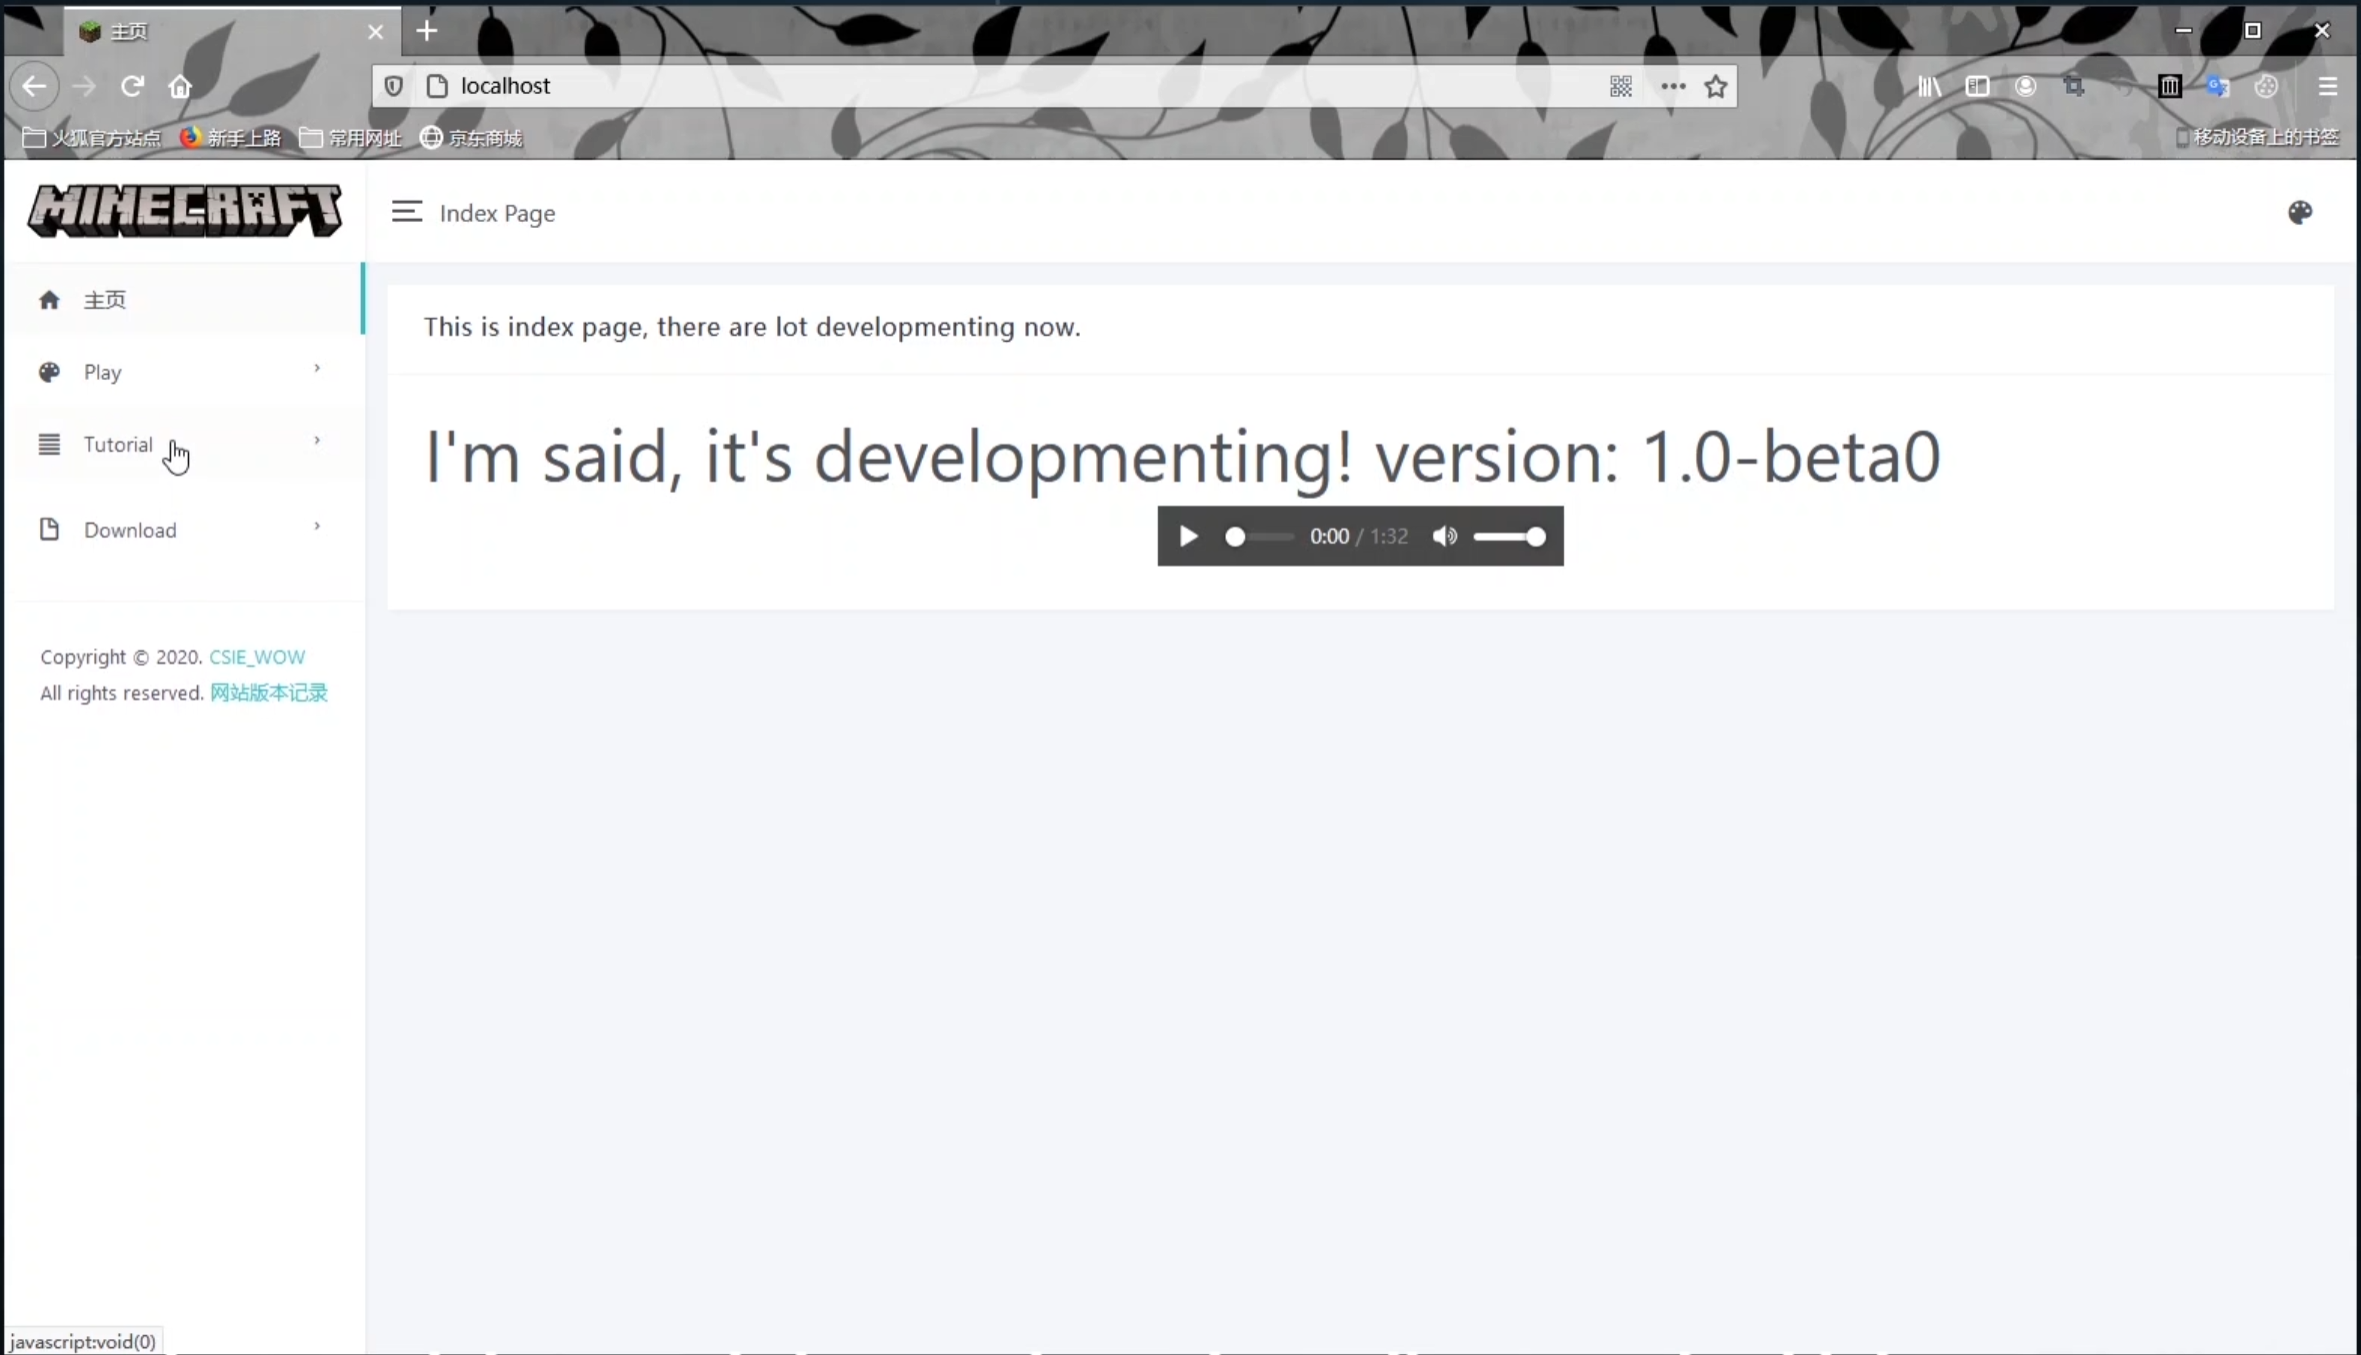 主页
localhost
火狐官方站点 新手上路 常用网址 京东商城 移动设备上的书签
MINECRAFT
Index Page
主页
Play
Tutorial
Download
Copyright © 2020. CSIE_WOW
All rights reserved. 网站版本记录
This is index page, there are lot developmenting now.
I'm said, it's developmenting! version: 1.0-beta0
0:00 / 1:32
javascript:void(0)